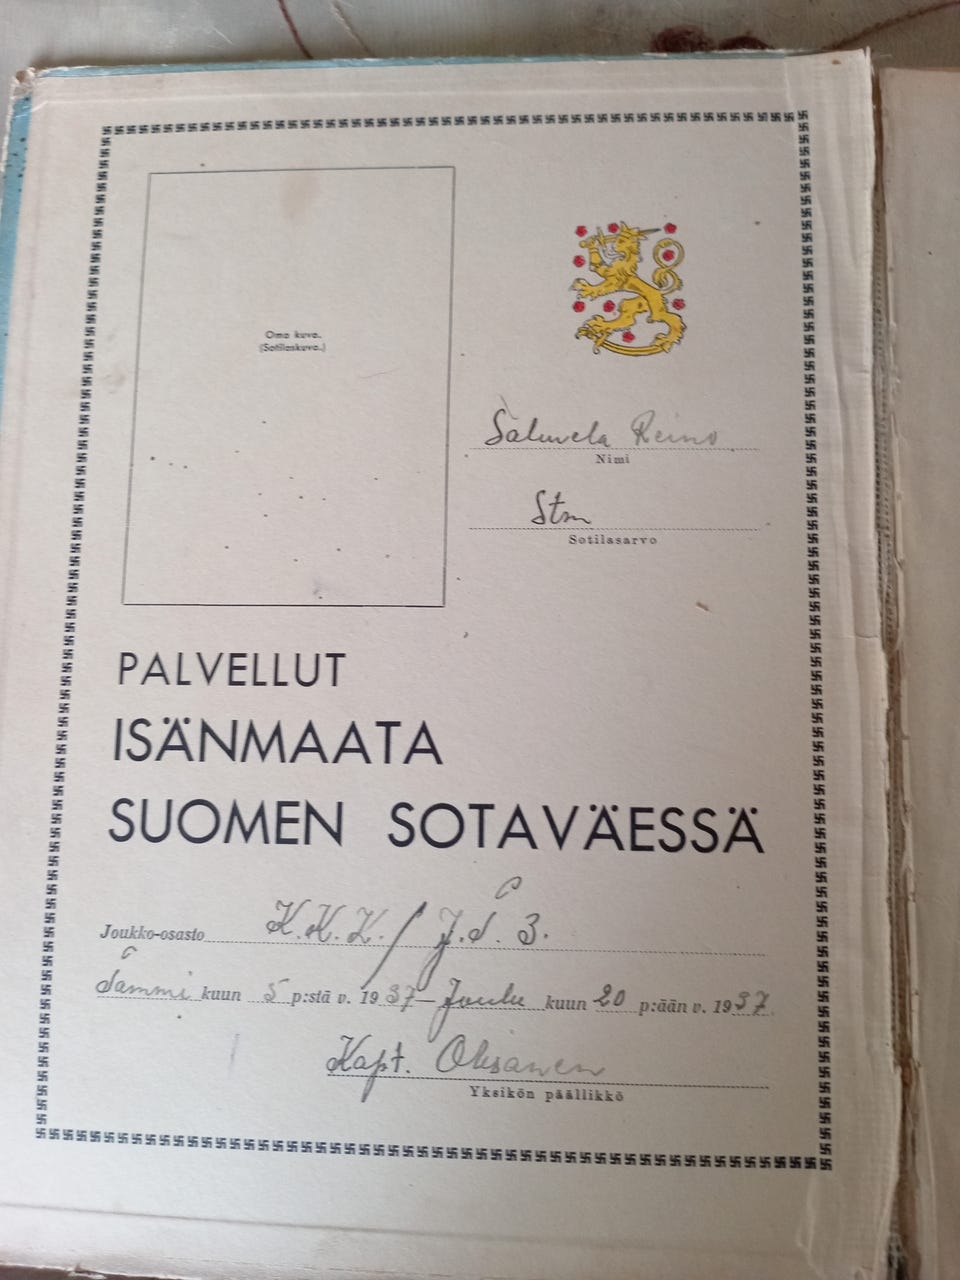 Oma kuva.
(Sotilaskuva.)
Reino
Nimi
Stm
Sotilasarvo
PALVELLUT
ISÄNMAATA
SUOMEN SOTAVÄESSÄ
Joukko-osasto K.K.K. / J.S. 3.
Tammi kuun 5 p:stä v. 1937 — Joulu kuun 20 p:ään v. 1937.
Kapt. Oksanen
Yksikön päällikkö